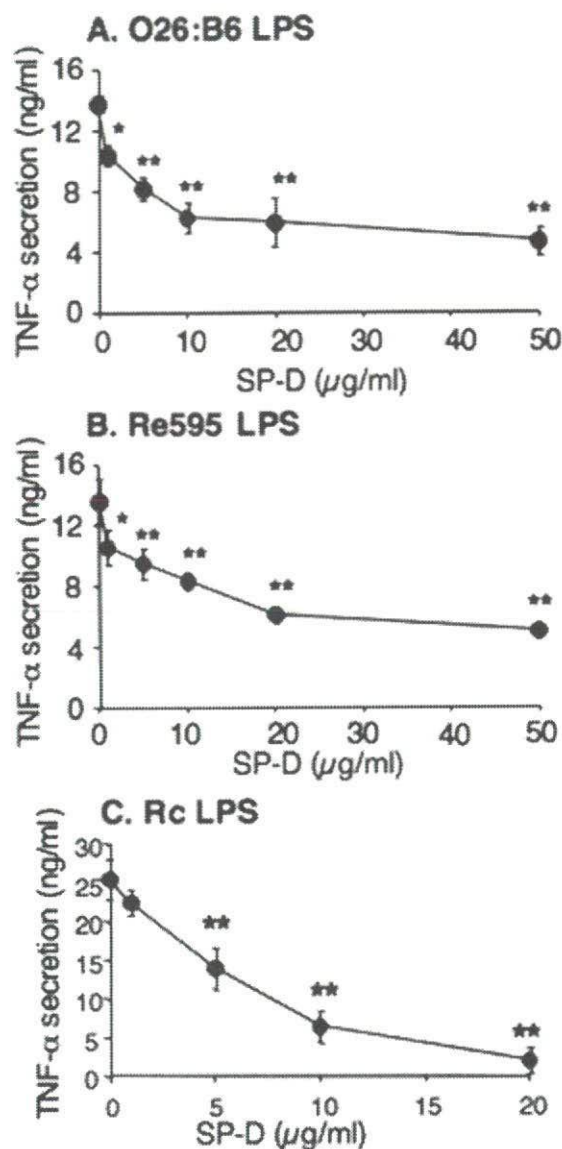 A. O26:B6 LPS
TNF-α secretion (ng/ml)
16
12
8
4
0
*
**
**
**
**
0 10 20 30 40 50
SP-D (µg/ml)
B. Re595 LPS
TNF-α secretion (ng/ml)
16
12
8
4
0
*
**
**
**
**
0 10 20 30 40 50
SP-D (µg/ml)
C. Rc LPS
TNF-α secretion (ng/ml)
30
25
20
15
10
5
0
**
**
**
0 5 10 15 20
SP-D (µg/ml)